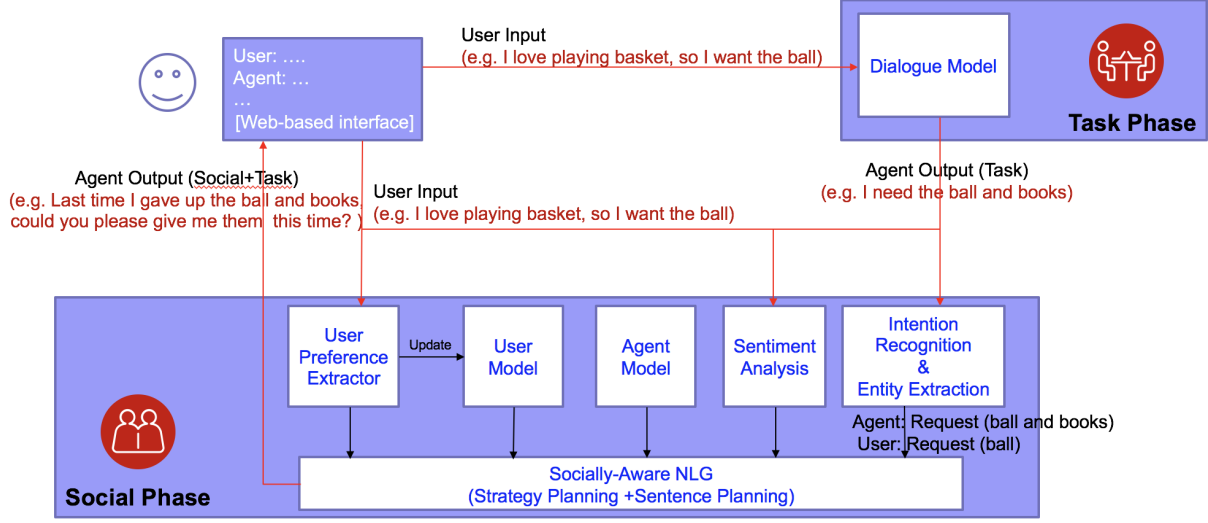 User: ….
Agent: …
…
[Web-based interface]
User Input
(e.g. I love playing basket, so I want the ball)
Dialogue Model
Task Phase
Agent Output (Social+Task)
(e.g. Last time I gave up the ball and books,
could you please give me them  this time? )
User Input
(e.g. I love playing basket, so I want the ball)
Agent Output (Task)
(e.g. I need the ball and books)
User
Preference
Extractor
Update
User
Model
Agent
Model
Sentiment
Analysis
Intention
Recognition
&
Entity Extraction
Agent: Request (ball and books)
User: Request (ball)
Socially-Aware NLG
(Strategy Planning +Sentence Planning)
Social Phase